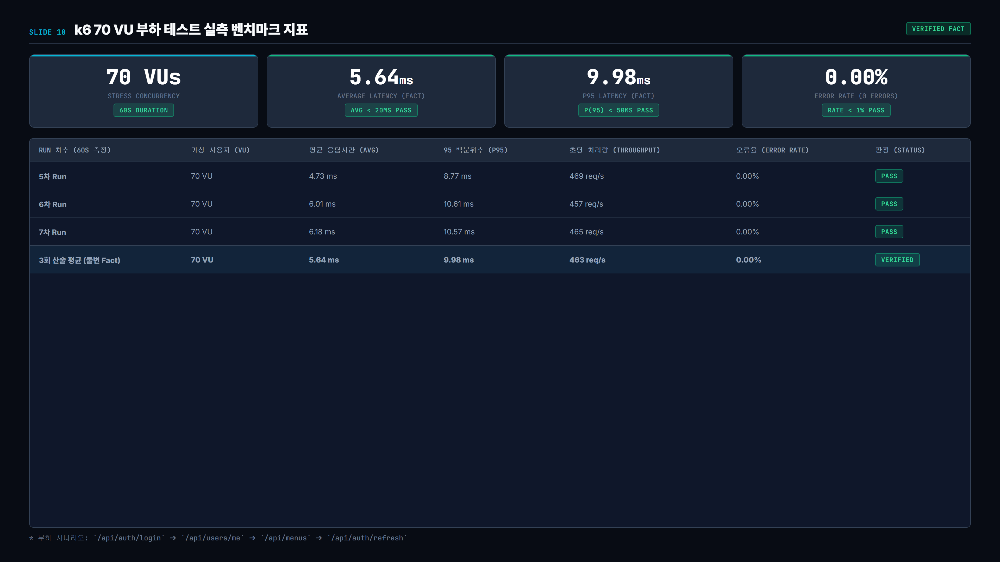 SLIDE 10 k6 70 VU 부하 테스트 실측 벤치마크 지표 VERIFIED FACT
70 VUs
STRESS CONCURRENCY
60S DURATION
5.64ms
AVERAGE LATENCY (FACT)
AVG < 20MS PASS
9.98ms
P95 LATENCY (FACT)
P(95) < 50MS PASS
0.00%
ERROR RATE (0 ERRORS)
RATE < 1% PASS
RUN 차수 (60S 측정) 가상 사용자 (VU) 평균 응답시간 (AVG) 95 백분위수 (P95) 초당 처리량 (THROUGHPUT) 오류율 (ERROR RATE) 판정 (STATUS)
5차 Run 70 VU 4.73 ms 8.77 ms 469 req/s 0.00% PASS
6차 Run 70 VU 6.01 ms 10.61 ms 457 req/s 0.00% PASS
7차 Run 70 VU 6.18 ms 10.57 ms 465 req/s 0.00% PASS
3회 산술 평균 (불변 Fact) 70 VU 5.64 ms 9.98 ms 463 req/s 0.00% VERIFIED
* 부하 시나리오: `/api/auth/login` → `/api/users/me` → `/api/menus` → `/api/auth/refresh`